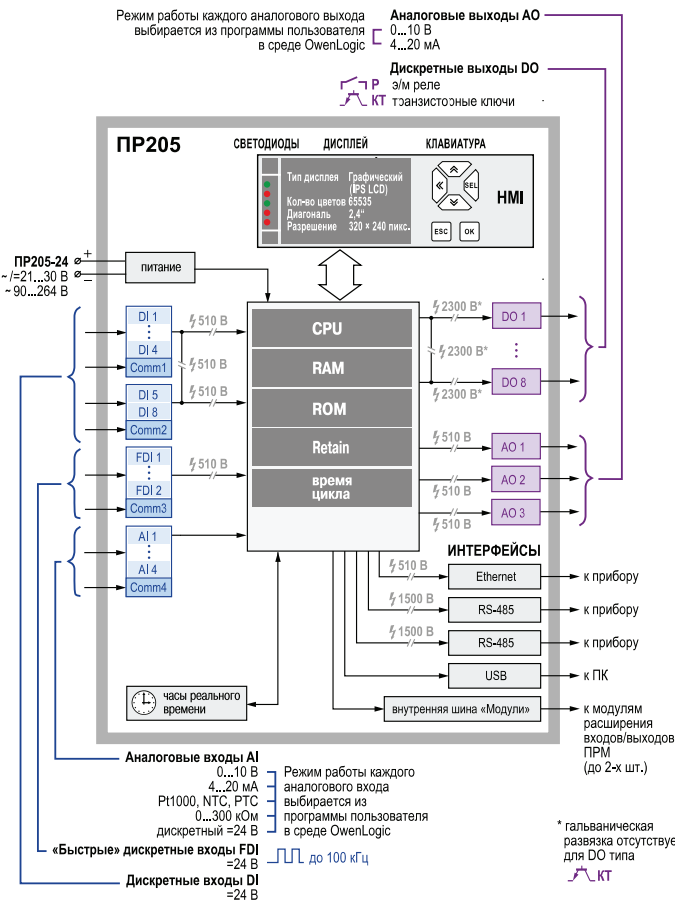 Режим работы каждого аналогового выхода
выбирается из программы пользователя
в среде OwenLogic
Аналоговые выходы AO
0...10 В
4...20 мА
Дискретные выходы DO
Р э/м реле
КТ транзисторные ключи
ПР205
СВЕТОДИОДЫ ДИСПЛЕЙ КЛАВИАТУРА
Тип дисплея Графический
(IPS LCD)
Кол-во цветов 65535
Диагональ 2,4"
Разрешение 320 × 240 пикс.
SEL
ESC OK
HMI
ПР205-24
~/=21...30 В
~ 90...264 В
+
–
питание
DI 1
DI 4
Comm1
DI 5
DI 8
Comm2
FDI 1
FDI 2
Comm3
AI 1
AI 4
Comm4
510 В
510 В
510 В
510 В
CPU
RAM
ROM
Retain
время
цикла
2300 В*
2300 В*
2300 В*
DO 1
DO 8
510 В
510 В
510 В
AO 1
AO 2
AO 3
ИНТЕРФЕЙСЫ
510 В Ethernet к прибору
1500 В RS-485 к прибору
1500 В RS-485 к прибору
USB к ПК
внутренняя шина «Модули» к модулям
расширения
входов/выходов
ПРМ
(до 2-х шт.)
часы реального
времени
Аналоговые входы AI
0...10 В
4...20 мА
Pt1000, NTC, PTC
0...300 кОм
дискретный =24 В
Режим работы каждого
аналогового входа
выбирается из
программы пользователя
в среде OwenLogic
«Быстрые» дискретные входы FDI
=24 В
до 100 кГц
Дискретные входы DI
=24 В
* гальваническая
развязка отсутствуе
для DO типа
КТ